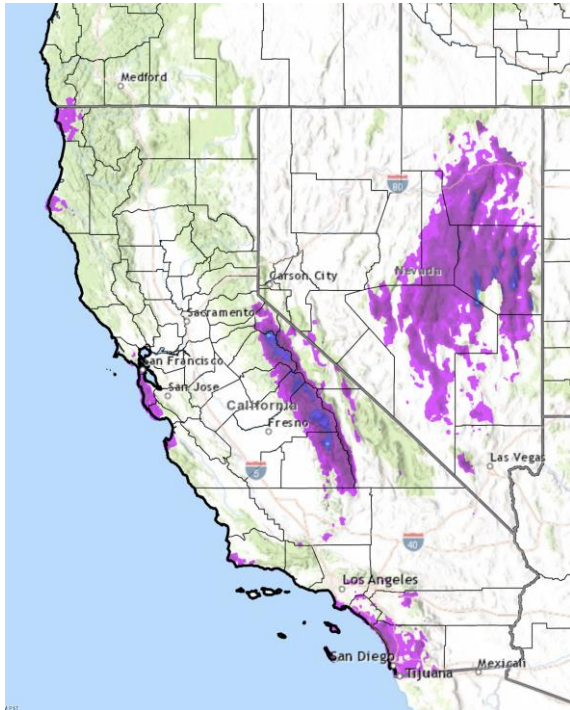 Medford
80
Nevada
Carson City
Sacramento
San Francisco
San Jose
California
Fresno
Las Vegas
5
40
Los Angeles
San Diego
Mexicali
Tijuana